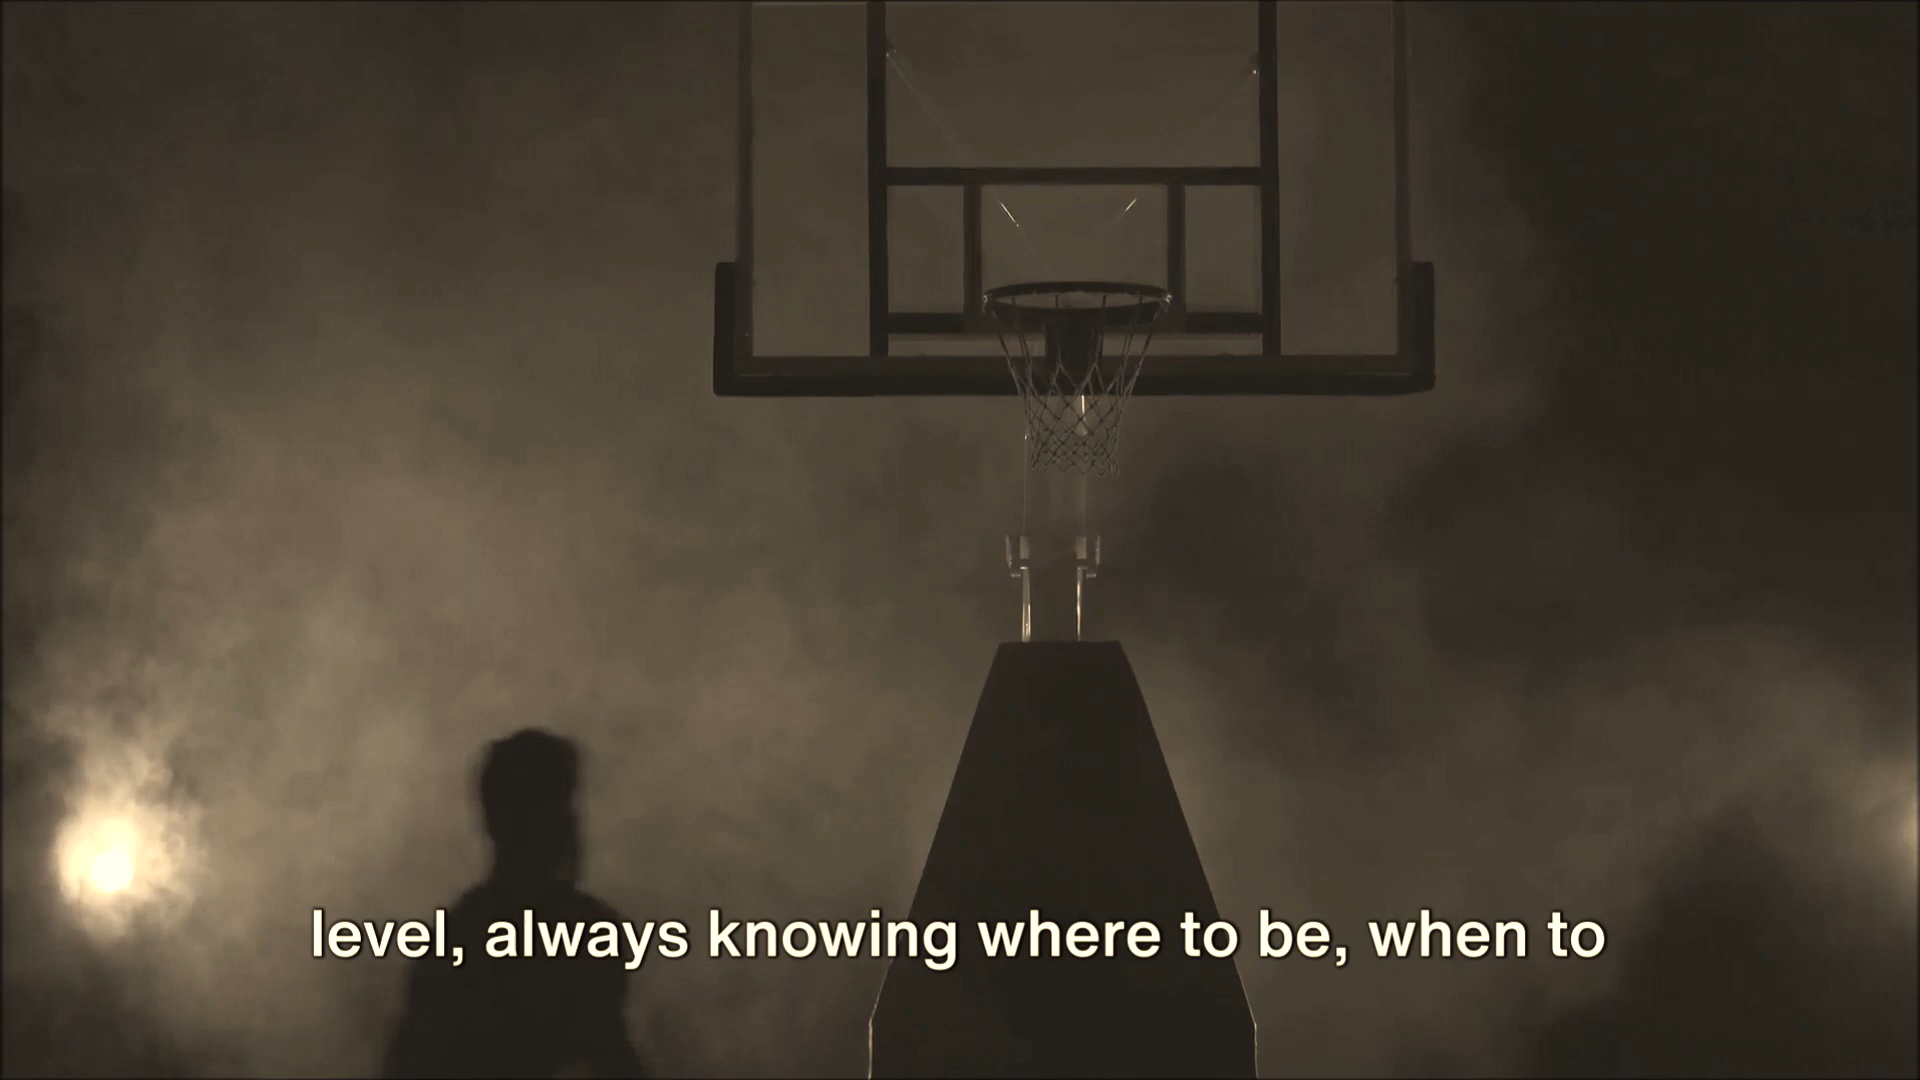 level, always knowing where to be, when to